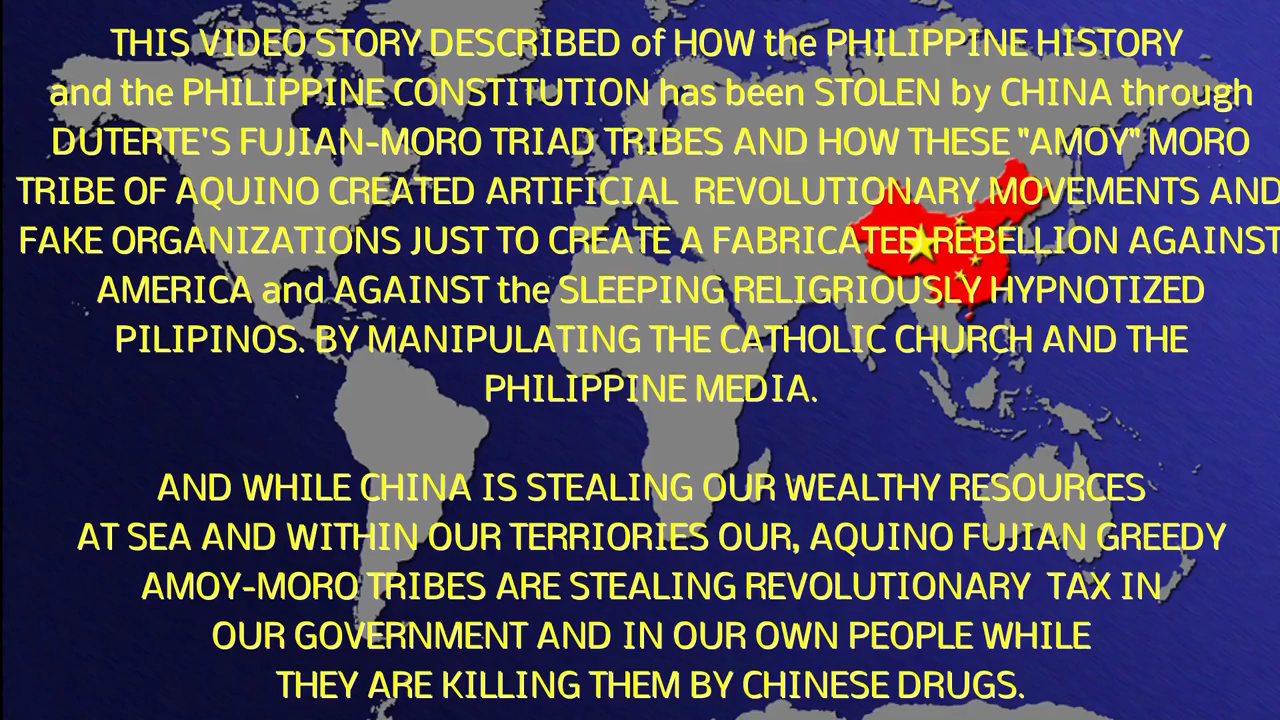 THIS VIDEO STORY DESCRIBED of HOW the PHILIPPINE HISTORY
and the PHILIPPINE CONSTITUTION has been STOLEN by CHINA through
DUTERTE'S FUJIAN-MORO TRIAD TRIBES AND HOW THESE "AMOY" MORO
TRIBE OF AQUINO CREATED ARTIFICIAL REVOLUTIONARY MOVEMENTS AND
FAKE ORGANIZATIONS JUST TO CREATE A FABRICATED REBELLION AGAINST
AMERICA and AGAINST the SLEEPING RELIGRIOUSLY HYPNOTIZED
PILIPINOS. BY MANIPULATING THE CATHOLIC CHURCH AND THE
PHILIPPINE MEDIA.
AND WHILE CHINA IS STEALING OUR WEALTHY RESOURCES
AT SEA AND WITHIN OUR TERRIORIES OUR, AQUINO FUJIAN GREEDY
AMOY-MORO TRIBES ARE STEALING REVOLUTIONARY TAX IN
OUR GOVERNMENT AND IN OUR OWN PEOPLE WHILE
THEY ARE KILLING THEM BY CHINESE DRUGS.